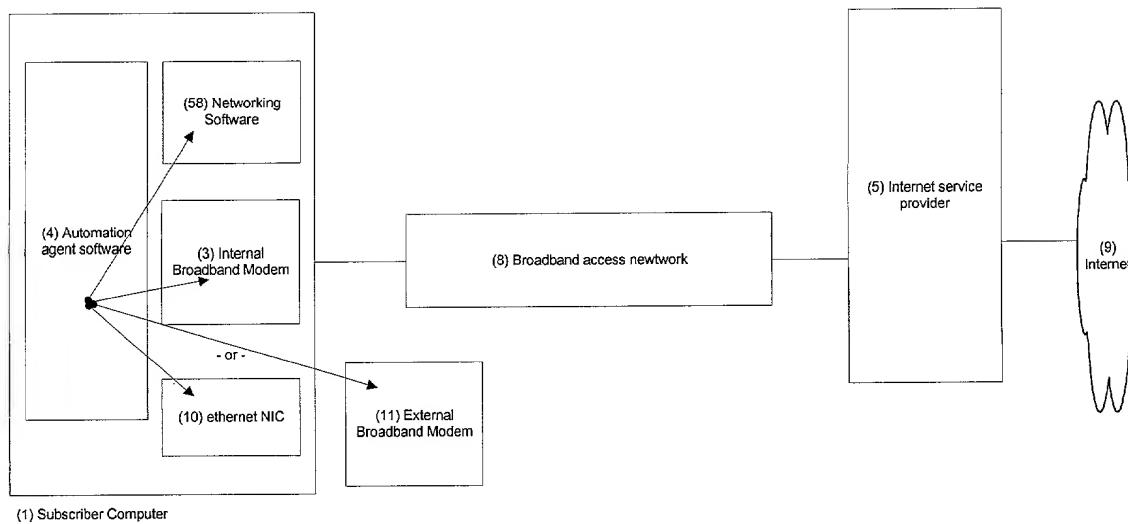 (58) Networking
Software
(4) Automation
agent software
(3) Internal
Broadband Modem
- or -
(10) ethernet NIC
(11) External
Broadband Modem
(1) Subscriber Computer
(8) Broadband access newtwork
(5) Internet service
provider
(9)
Internet